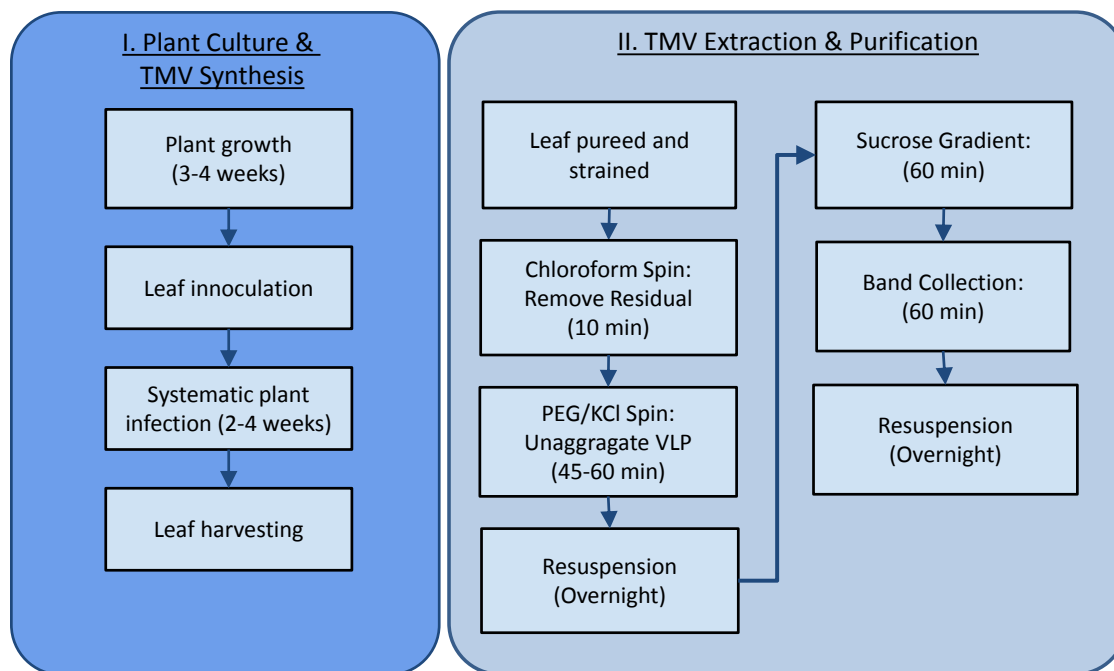 I. Plant Culture &
TMV Synthesis
Plant growth
(3-4 weeks)
Leaf innoculation
Systematic plant
infection (2-4 weeks)
Leaf harvesting
II. TMV Extraction & Purification
Leaf pureed and
strained
Chloroform Spin:
Remove Residual
(10 min)
PEG/KCl Spin:
Unaggragate VLP
(45-60 min)
Resuspension
(Overnight)
Sucrose Gradient:
(60 min)
Band Collection:
(60 min)
Resuspension
(Overnight)